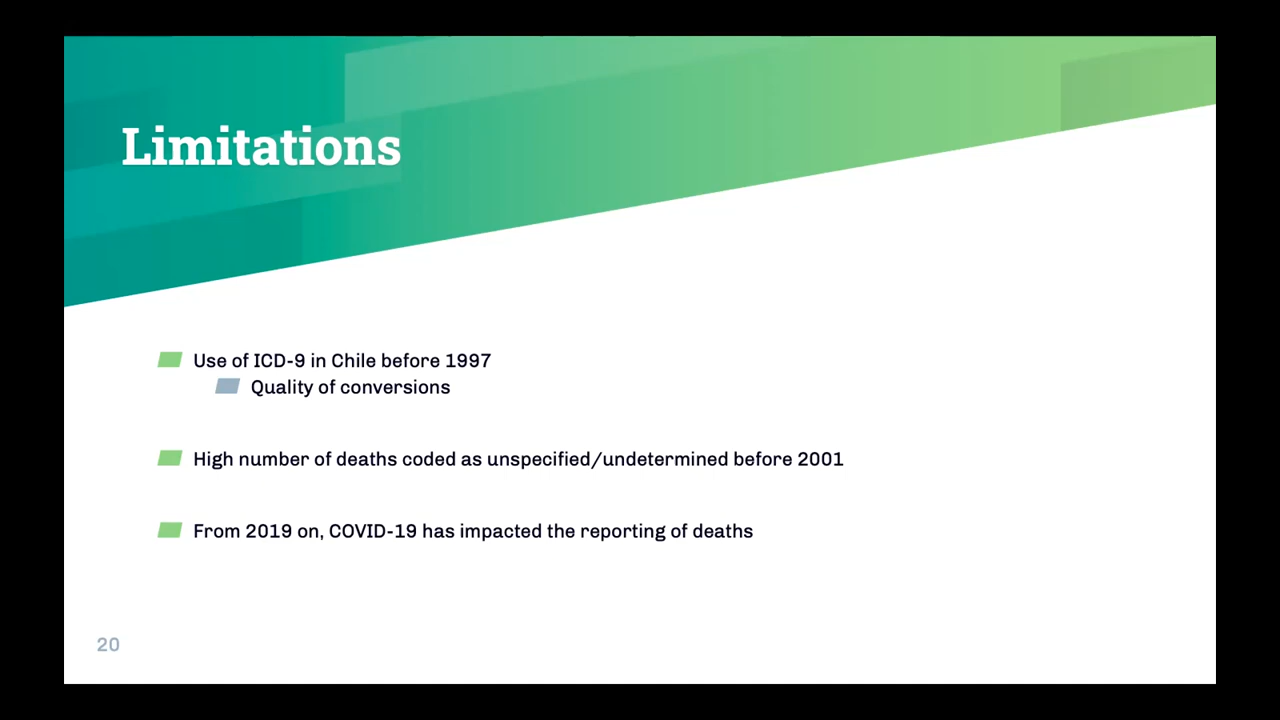 Limitations
Use of ICD-9 in Chile before 1997
Quality of conversions
High number of deaths coded as unspecified/undetermined before 2001
From 2019 on, COVID-19 has impacted the reporting of deaths
20